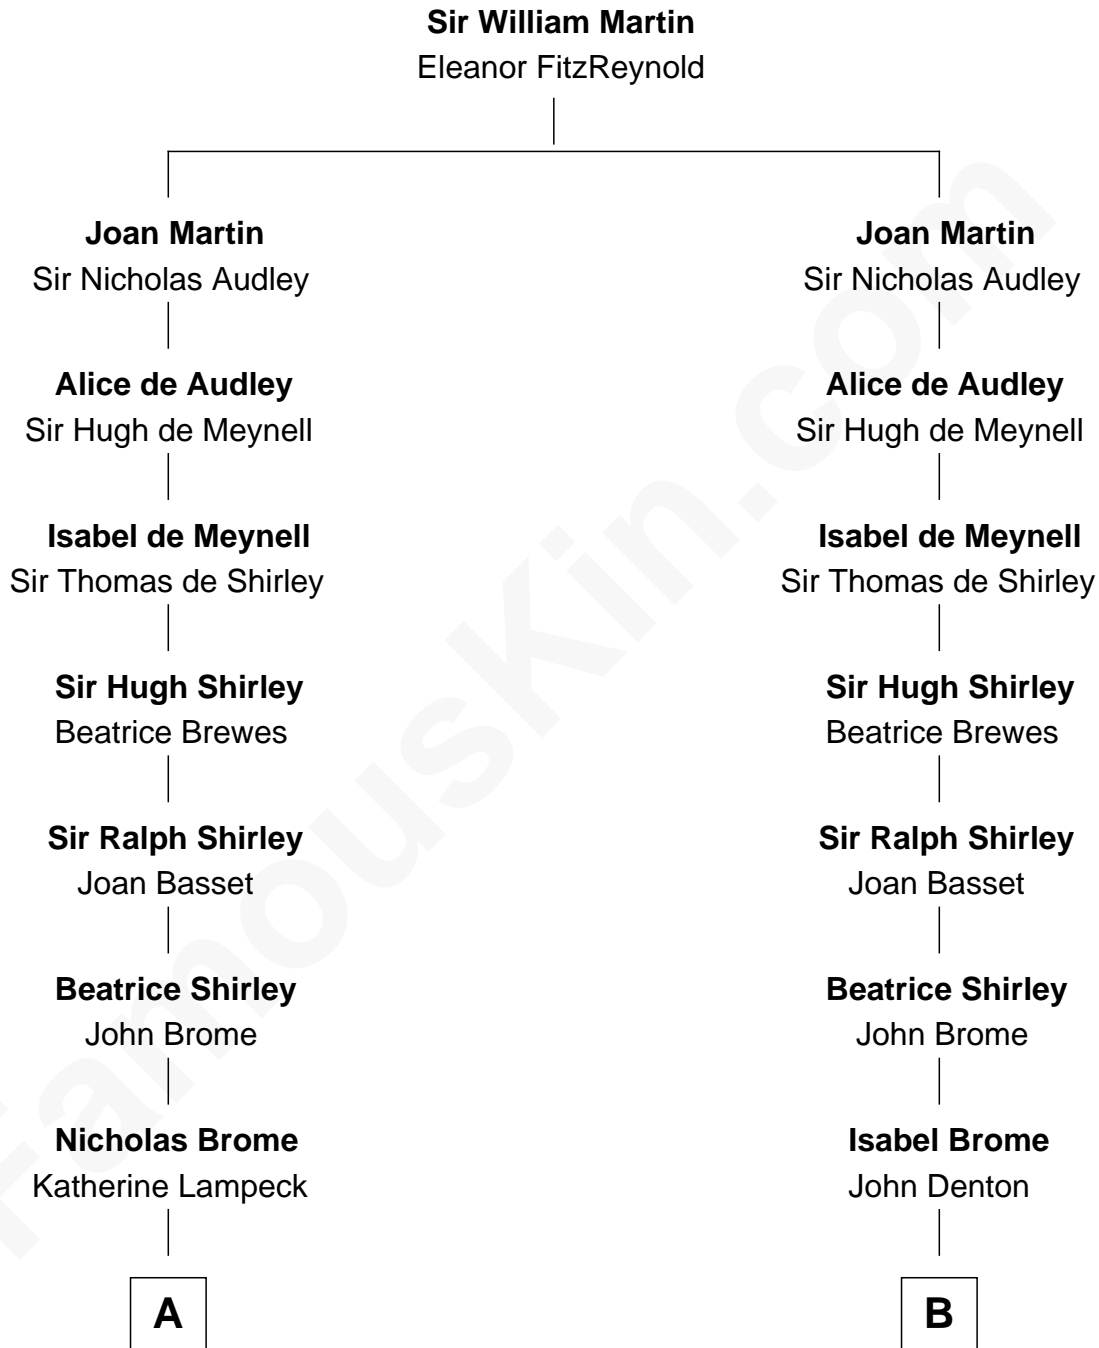 Sir William Martin
Eleanor FitzReynold
Joan Martin
Sir Nicholas Audley
Joan Martin
Sir Nicholas Audley
Alice de Audley
Sir Hugh de Meynell
Alice de Audley
Sir Hugh de Meynell
Isabel de Meynell
Sir Thomas de Shirley
Isabel de Meynell
Sir Thomas de Shirley
Sir Hugh Shirley
Beatrice Brewes
Sir Hugh Shirley
Beatrice Brewes
Sir Ralph Shirley
Joan Basset
Sir Ralph Shirley
Joan Basset
Beatrice Shirley
John Brome
Beatrice Shirley
John Brome
Nicholas Brome
Katherine Lampeck
Isabel Brome
John Denton
A
B
FamousKin.com